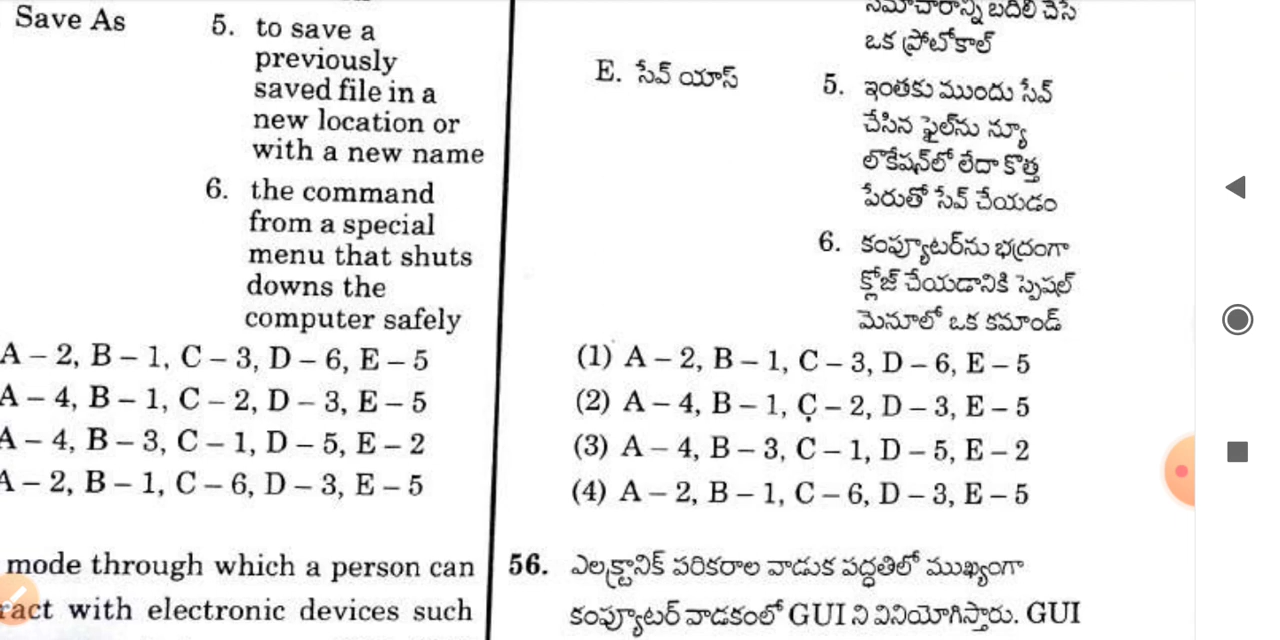 Save As
5. to save a
previously
saved file in a
new location or
with a new name
6. the command
from a special
menu that shuts
downs the
computer safely
A – 2, B – 1, C – 3, D – 6, E – 5
A – 4, B – 1, C – 2, D – 3, E – 5
A – 4, B – 3, C – 1, D – 5, E – 2
A – 2, B – 1, C – 6, D – 3, E – 5
mode through which a person can
ract with electronic devices such
సమాచారాన్ని బదిలీ చేసే
ఒక ప్రోటోకాల్
E. సేవ్ యాస్
5. ఇంతకు ముందు సేవ్
చేసిన ఫైల్‌ను న్యూ
లొకేషన్‌లో లేదా కొత్త
పేరుతో సేవ్ చేయడం
6. కంప్యూటర్‌ను భద్రంగా
క్లోజ్ చేయడానికి స్పెషల్
మెనూలో ఒక కమాండ్
(1) A – 2, B – 1, C – 3, D – 6, E – 5
(2) A – 4, B – 1, C – 2, D – 3, E – 5
(3) A – 4, B – 3, C – 1, D – 5, E – 2
(4) A – 2, B – 1, C – 6, D – 3, E – 5
56. ఎలక్ట్రానిక్ పరికరాల వాడుక పద్ధతిలో ముఖ్యంగా
కంప్యూటర్ వాడకంలో GUI ని వినియోగిస్తారు. GUI